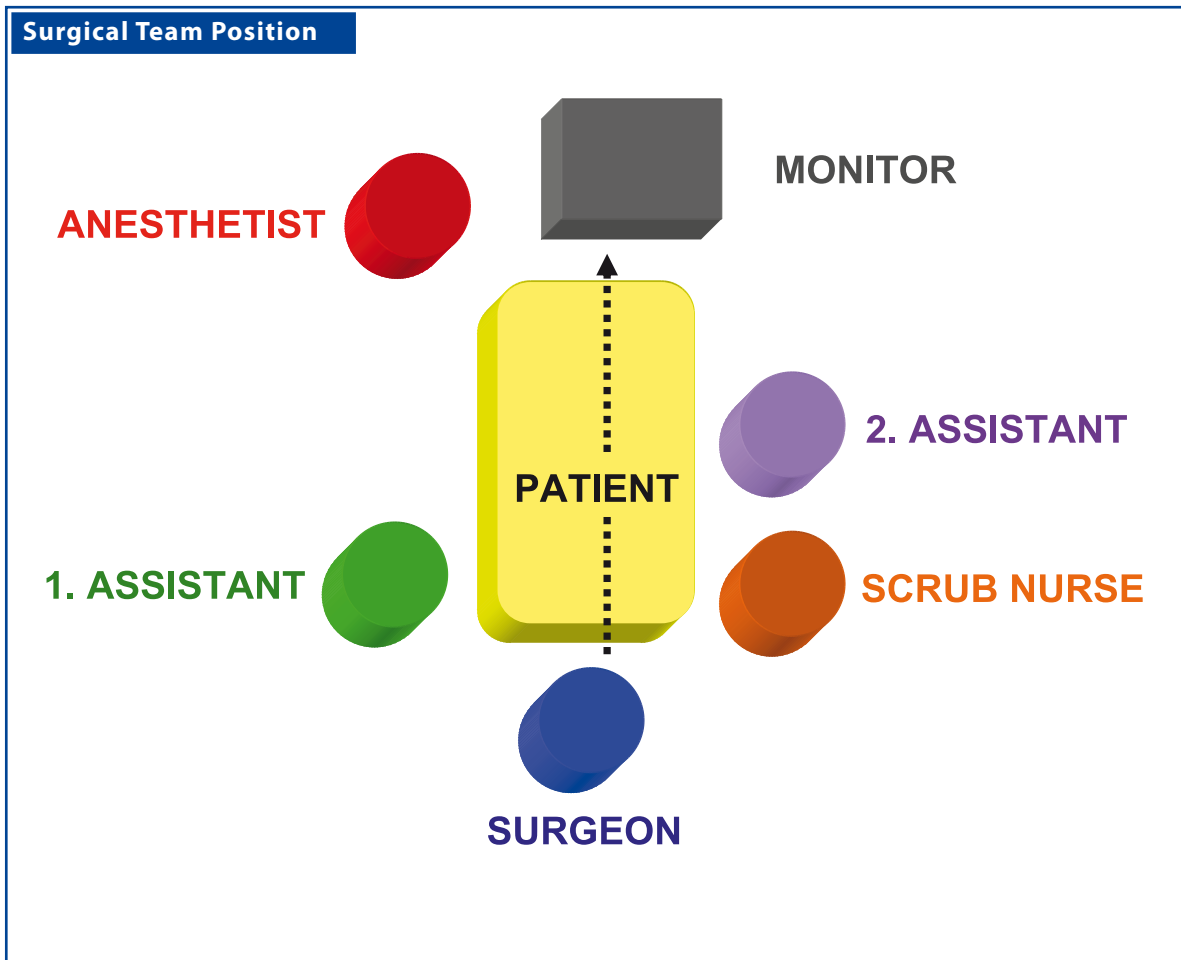 Surgical Team Position
MONITOR
ANESTHETIST
2. ASSISTANT
PATIENT
1. ASSISTANT
SCRUB NURSE
SURGEON